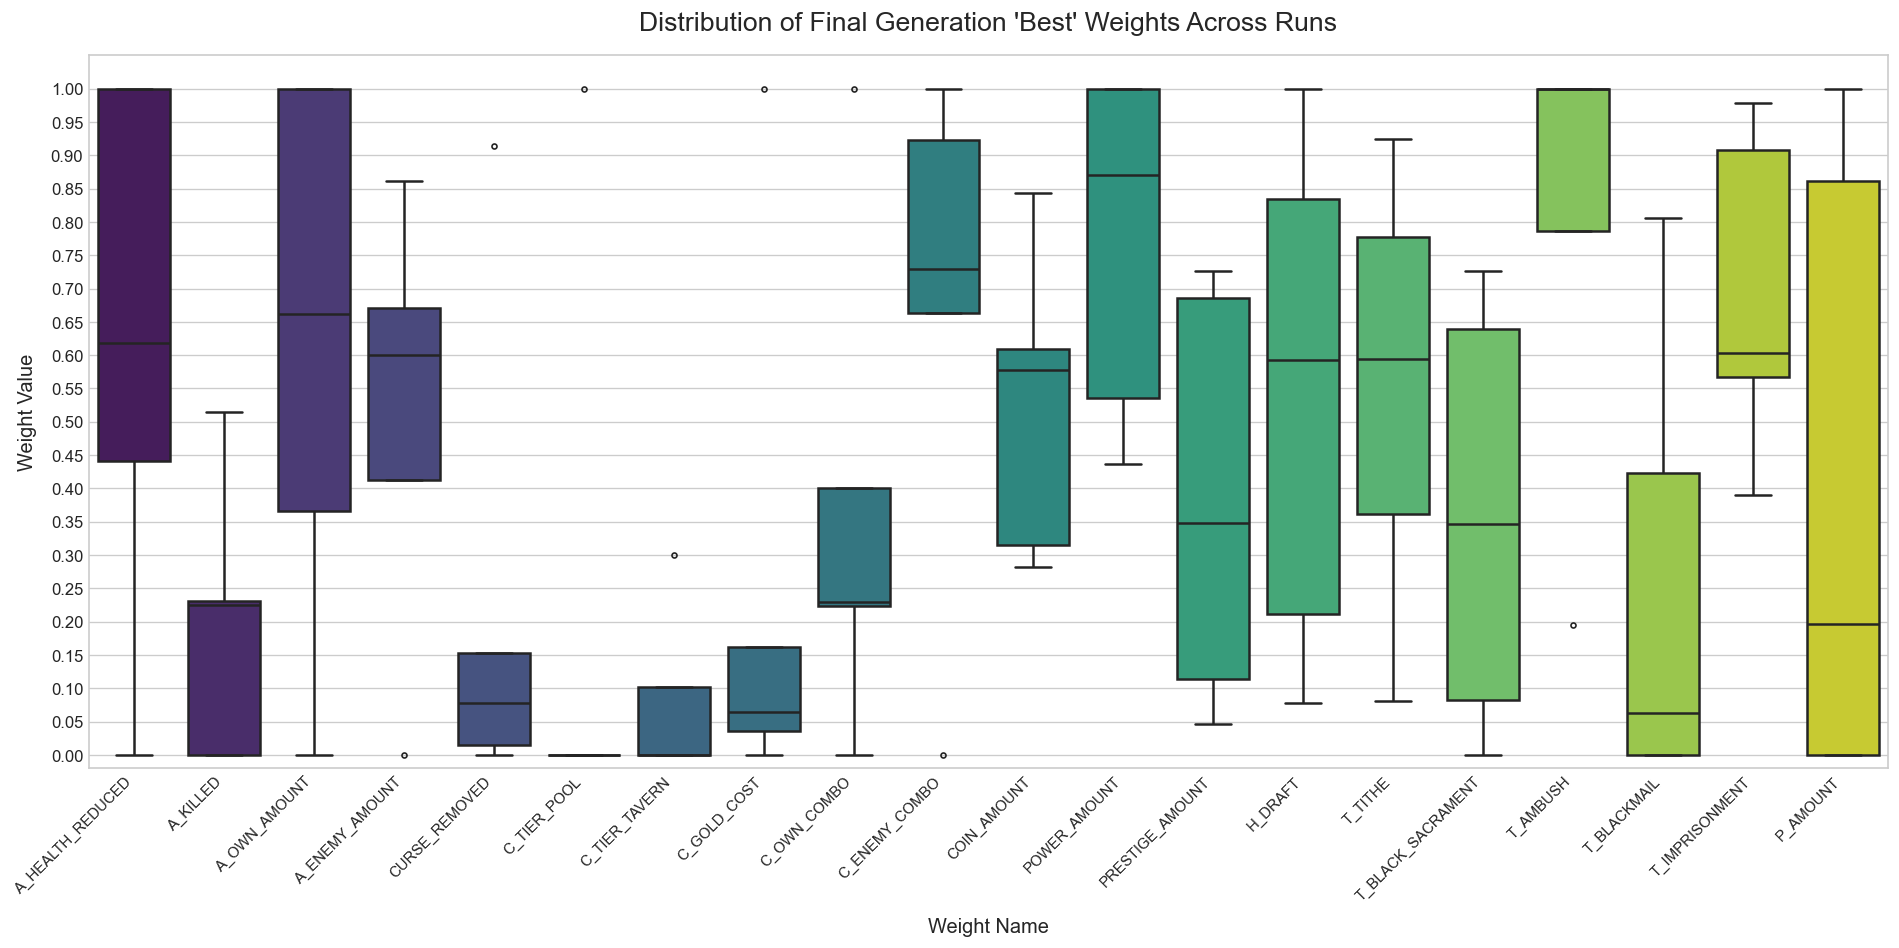 Distribution of Final Generation 'Best' Weights Across Runs
Weight Value
1.00
0.95
0.90
0.85
0.80
0.75
0.70
0.65
0.60
0.55
0.50
0.45
0.40
0.35
0.30
0.25
0.20
0.15
0.10
0.05
0.00
A_HEALTH_REDUCED
A_KILLED
A_OWN_AMOUNT
A_ENEMY_AMOUNT
CURSE_REMOVED
C_TIER_POOL
C_TIER_TAVERN
C_GOLD_COST
C_OWN_COMBO
C_ENEMY_COMBO
COIN_AMOUNT
POWER_AMOUNT
PRESTIGE_AMOUNT
H_DRAFT
T_TITHE
T_BLACK_SACRAMENT
T_AMBUSH
T_BLACKMAIL
T_IMPRISONMENT
P_AMOUNT
Weight Name